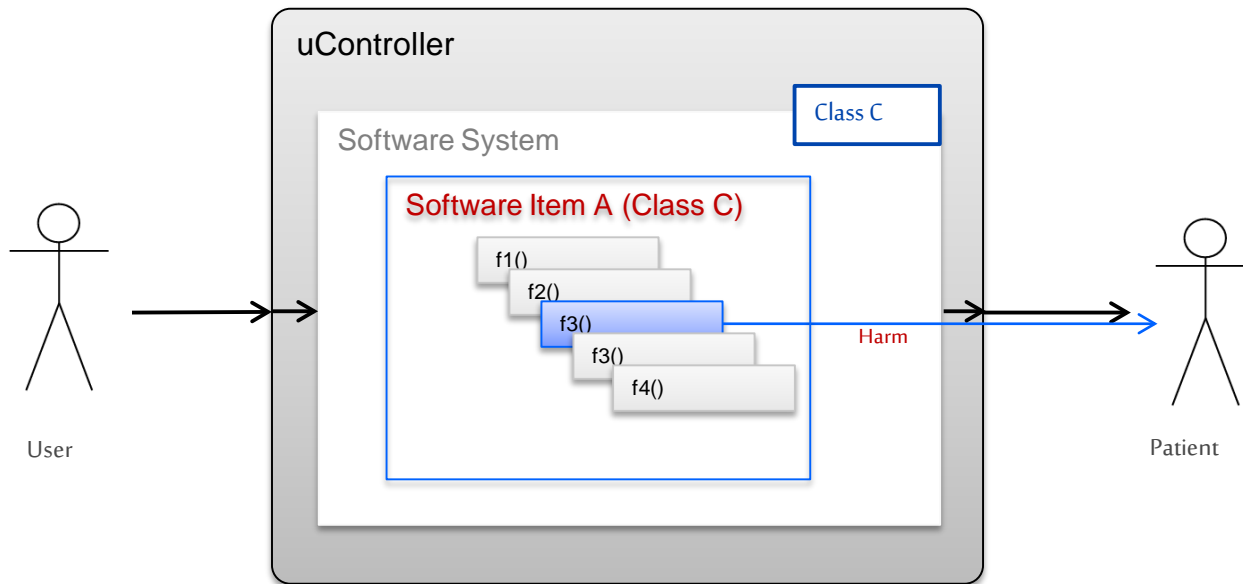 uController
Class C
Software System
Software Item A (Class C)
f1()
f2()
f3()
Harm
f3()
f4()
User
Patient